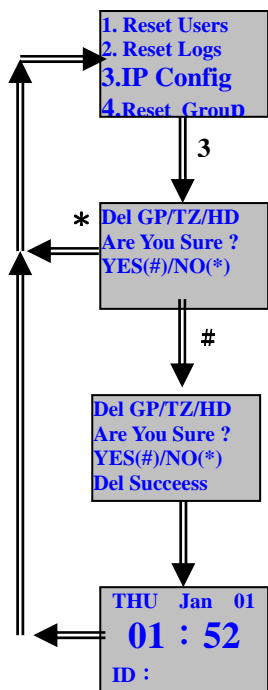 1. Reset Users
2. Reset Logs
3.IP Config
4.Reset Group
3
*
Del GP/TZ/HD
Are You Sure ?
YES(#)/NO(*)
#
Del GP/TZ/HD
Are You Sure ?
YES(#)/NO(*)
Del Succeess
THU Jan 01
01 : 52
ID :